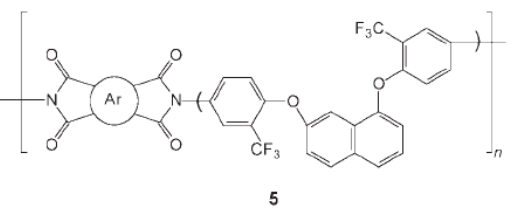 F₃C
O O O
N Ar N ( O )
O O CF₃ n
5